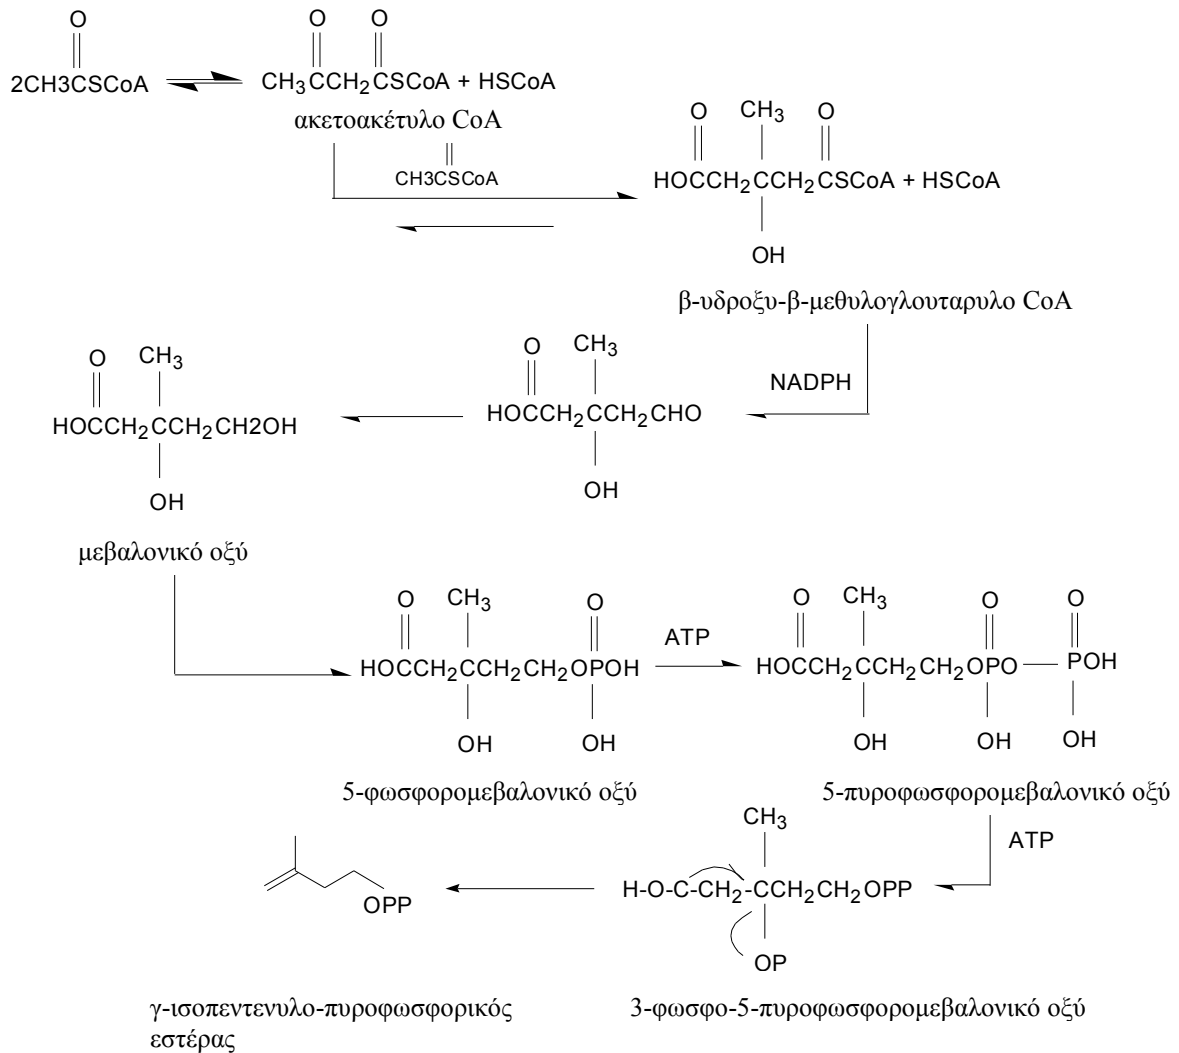 O O O
2CH3CSCoA CH₃CCH₂CSCoA + HSCoA
ακετοακέτυλο CoA
CH3CSCoA
O CH₃ O
HOCCH₂CCH₂CSCoA + HSCoA
OH
β-υδροξυ-β-μεθυλογλουταρυλο CoA
NADPH
O CH₃
HOCCH₂CCH₂CHO
OH
O CH₃
HOCCH₂CCH₂CH2OH
OH
μεβαλονικό οξύ
O CH₃ O
HOCCH₂CCH₂CH₂OPOH
OH OH
5-φωσφορομεβαλονικό οξύ
ATP
O CH₃ O O
HOCCH₂CCH₂CH₂OPO POH
OH OH OH
5-πυροφωσφορομεβαλονικό οξύ
ATP
CH₃
H-O-C-CH₂-CCH₂CH₂OPP
OP
3-φωσφο-5-πυροφωσφορομεβαλονικό οξύ
OPP
γ-ισοπεντενυλο-πυροφωσφορικός
εστέρας